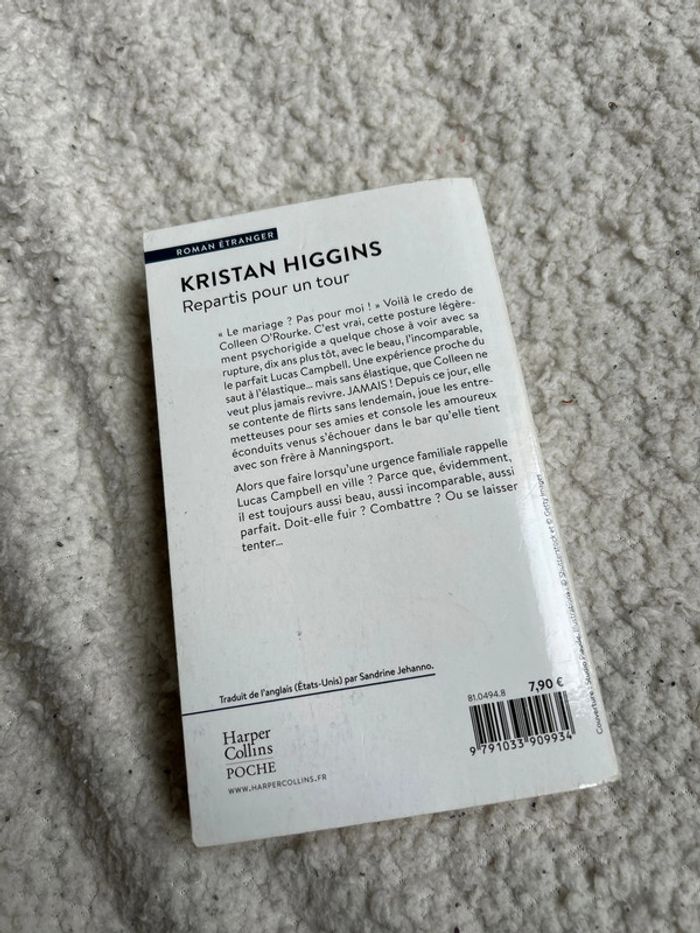 ROMAN ÉTRANGER
KRISTAN HIGGINS
Repartis pour un tour
« Le mariage ? Pas pour moi ! » Voilà le credo de
Colleen O'Rourke. C'est vrai, cette posture légère-
ment psychorigide a quelque chose à voir avec sa
rupture, dix ans plus tôt, avec le beau, l'incomparable,
le parfait Lucas Campbell. Une expérience proche du
saut à l'élastique... mais sans élastique, que Colleen ne
veut plus jamais revivre. JAMAIS ! Depuis ce jour, elle
se contente de flirts sans lendemain, joue les entre-
metteuses pour ses amies et console les amoureux
éconduits venus s'échouer dans le bar qu'elle tient
avec son frère à Manningsport.
Alors que faire lorsqu'une urgence familiale rappelle
Lucas Campbell en ville ? Parce que, évidemment,
il est toujours aussi beau, aussi incomparable, aussi
parfait. Doit-elle fuir ? Combattre ? Ou se laisser
tenter...
Traduit de l'anglais (États-Unis) par Sandrine Jehanno.
81.0494.8 7,90 €
9 791033 909934
Harper
Collins
POCHE
WWW.HARPERCOLLINS.FR
Couverture : Studio Illustrations : © Shutterstock et © Getty Images